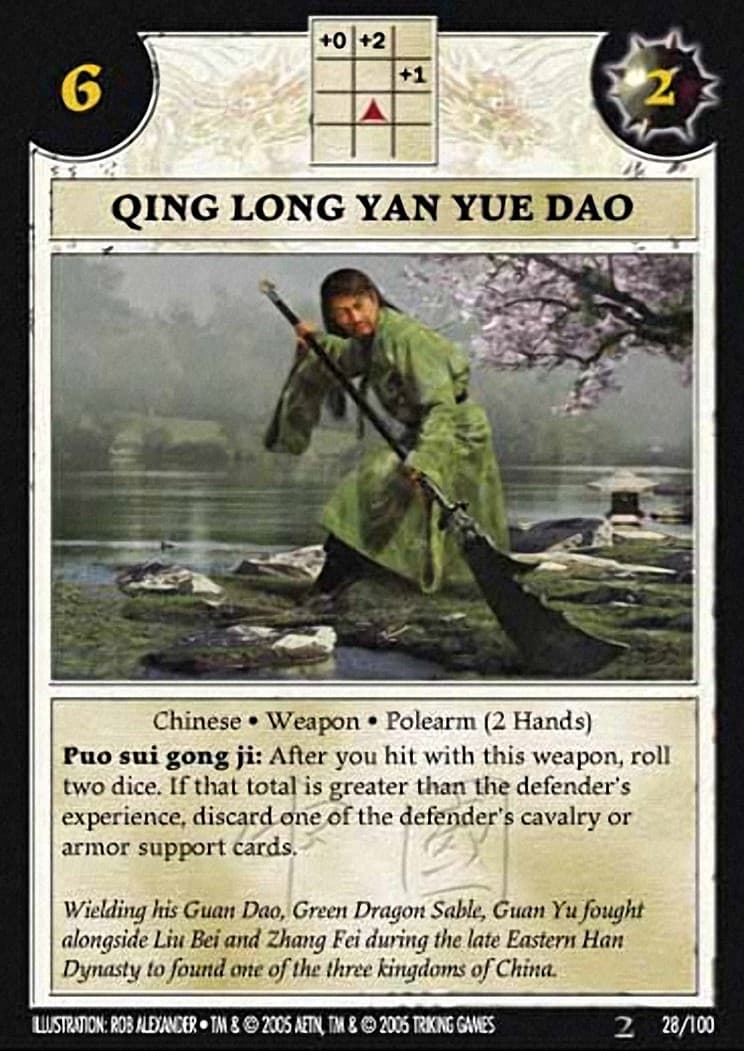 +0 +2
6
+1
2
QING LONG YAN YUE DAO
Chinese • Weapon • Polearm (2 Hands)
Puo sui gong ji: After you hit with this weapon, roll
two dice. If that total is greater than the defender's
experience, discard one of the defender's cavalry or
armor support cards.
中國
Wielding his Guan Dao, Green Dragon Sable, Guan Yu fought
alongside Liu Bei and Zhang Fei during the late Eastern Han
Dynasty to found one of the three kingdoms of China.
ILLUSTRATION: ROB ALEXANDER • TM & © 2005 AETN, TM & © 2005 TRIKING GAMES 2 28/100